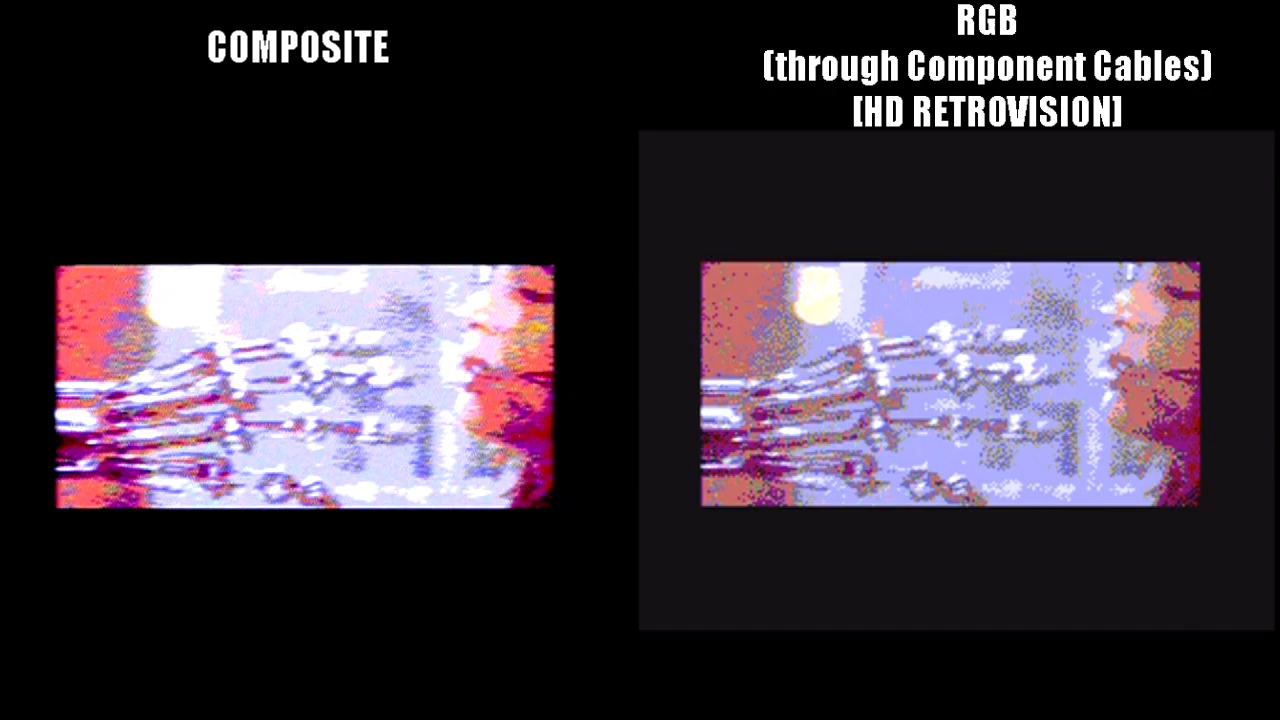 COMPOSITE
RGB
(through Component Cables)
[HD RETROVISION]